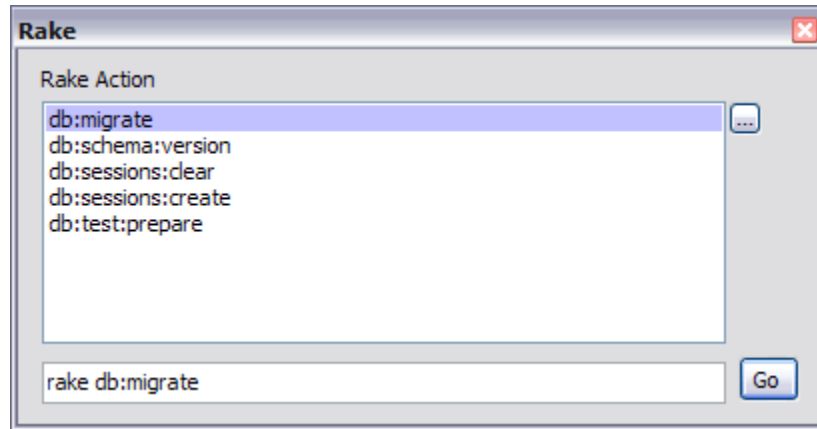 Rake
Rake Action
db:migrate
...
db:schema:version
db:sessions:clear
db:sessions:create
db:test:prepare
rake db:migrate
Go